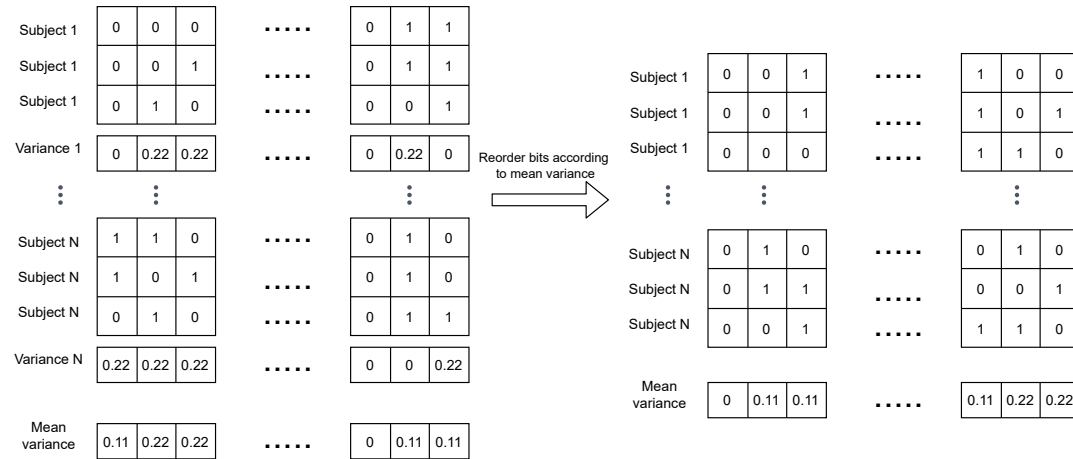 Subject 1 0 0 0 ..... 0 1 1
Subject 1 0 0 1 ..... 0 1 1
Subject 1 0 1 0 ..... 0 0 1
Variance 1 0 0.22 0.22 ..... 0 0.22 0
Subject N 1 1 0 ..... 0 1 0
Subject N 1 0 1 ..... 0 1 0
Subject N 0 1 0 ..... 0 1 1
Variance N 0.22 0.22 0.22 ..... 0 0 0.22
Mean
variance 0.11 0.22 0.22 ..... 0 0.11 0.11
Reorder bits according
to mean variance
Subject 1 0 0 1 ..... 1 0 0
Subject 1 0 0 1 ..... 1 0 1
Subject 1 0 0 0 ..... 1 1 0
Subject N 0 1 0 ..... 0 1 0
Subject N 0 1 1 ..... 0 0 1
Subject N 0 0 1 ..... 1 1 0
Mean
variance 0 0.11 0.11 ..... 0.11 0.22 0.22